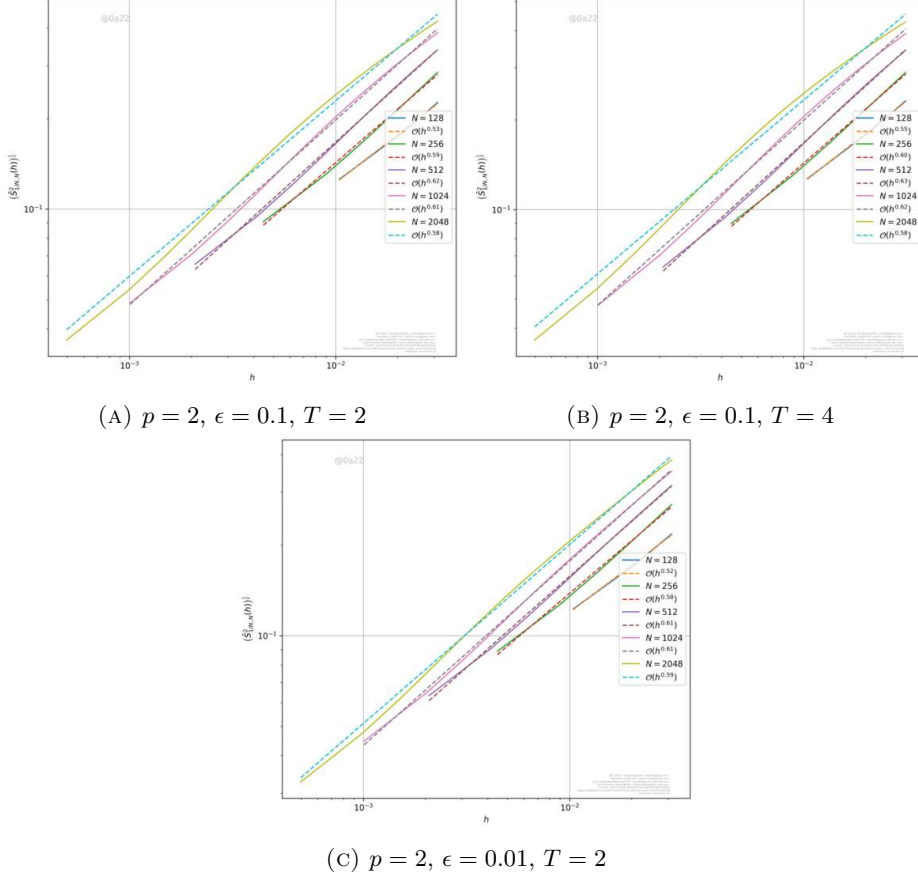 @0a22
10⁻¹
10⁻³
10⁻²
h
N = 128
O(h^0.53)
N = 256
O(h^0.59)
N = 512
O(h^0.62)
N = 1024
O(h^0.61)
N = 2048
O(h^0.58)
(A) p = 2, ϵ = 0.1, T = 2
@0a22
10⁻¹
10⁻³
10⁻²
h
N = 128
O(h^0.55)
N = 256
O(h^0.60)
N = 512
O(h^0.63)
N = 1024
O(h^0.62)
N = 2048
O(h^0.58)
(B) p = 2, ϵ = 0.1, T = 4
@0a22
10⁻¹
10⁻³
10⁻²
h
N = 128
O(h^0.52)
N = 256
O(h^0.58)
N = 512
O(h^0.61)
N = 1024
O(h^0.61)
N = 2048
O(h^0.59)
(C) p = 2, ϵ = 0.01, T = 2